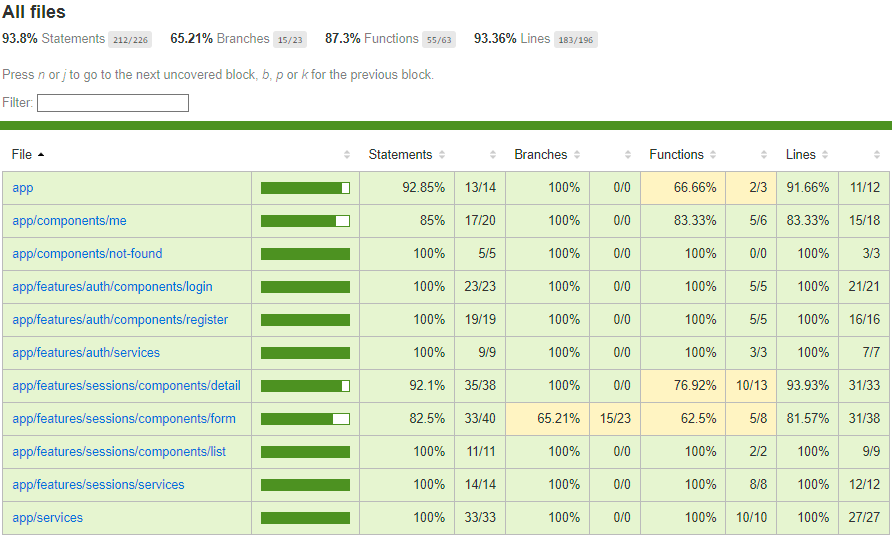 All files
93.8% Statements 212/226 65.21% Branches 15/23 87.3% Functions 55/63 93.36% Lines 183/196
Press n or j to go to the next uncovered block, b, p or k for the previous block.
Filter:
File Statements Branches Functions Lines
app 92.85% 13/14 100% 0/0 66.66% 2/3 91.66% 11/12
app/components/me 85% 17/20 100% 0/0 83.33% 5/6 83.33% 15/18
app/components/not-found 100% 5/5 100% 0/0 100% 0/0 100% 3/3
app/features/auth/components/login 100% 23/23 100% 0/0 100% 5/5 100% 21/21
app/features/auth/components/register 100% 19/19 100% 0/0 100% 5/5 100% 16/16
app/features/auth/services 100% 9/9 100% 0/0 100% 3/3 100% 7/7
app/features/sessions/components/detail 92.1% 35/38 100% 0/0 76.92% 10/13 93.93% 31/33
app/features/sessions/components/form 82.5% 33/40 65.21% 15/23 62.5% 5/8 81.57% 31/38
app/features/sessions/components/list 100% 11/11 100% 0/0 100% 2/2 100% 9/9
app/features/sessions/services 100% 14/14 100% 0/0 100% 8/8 100% 12/12
app/services 100% 33/33 100% 0/0 100% 10/10 100% 27/27